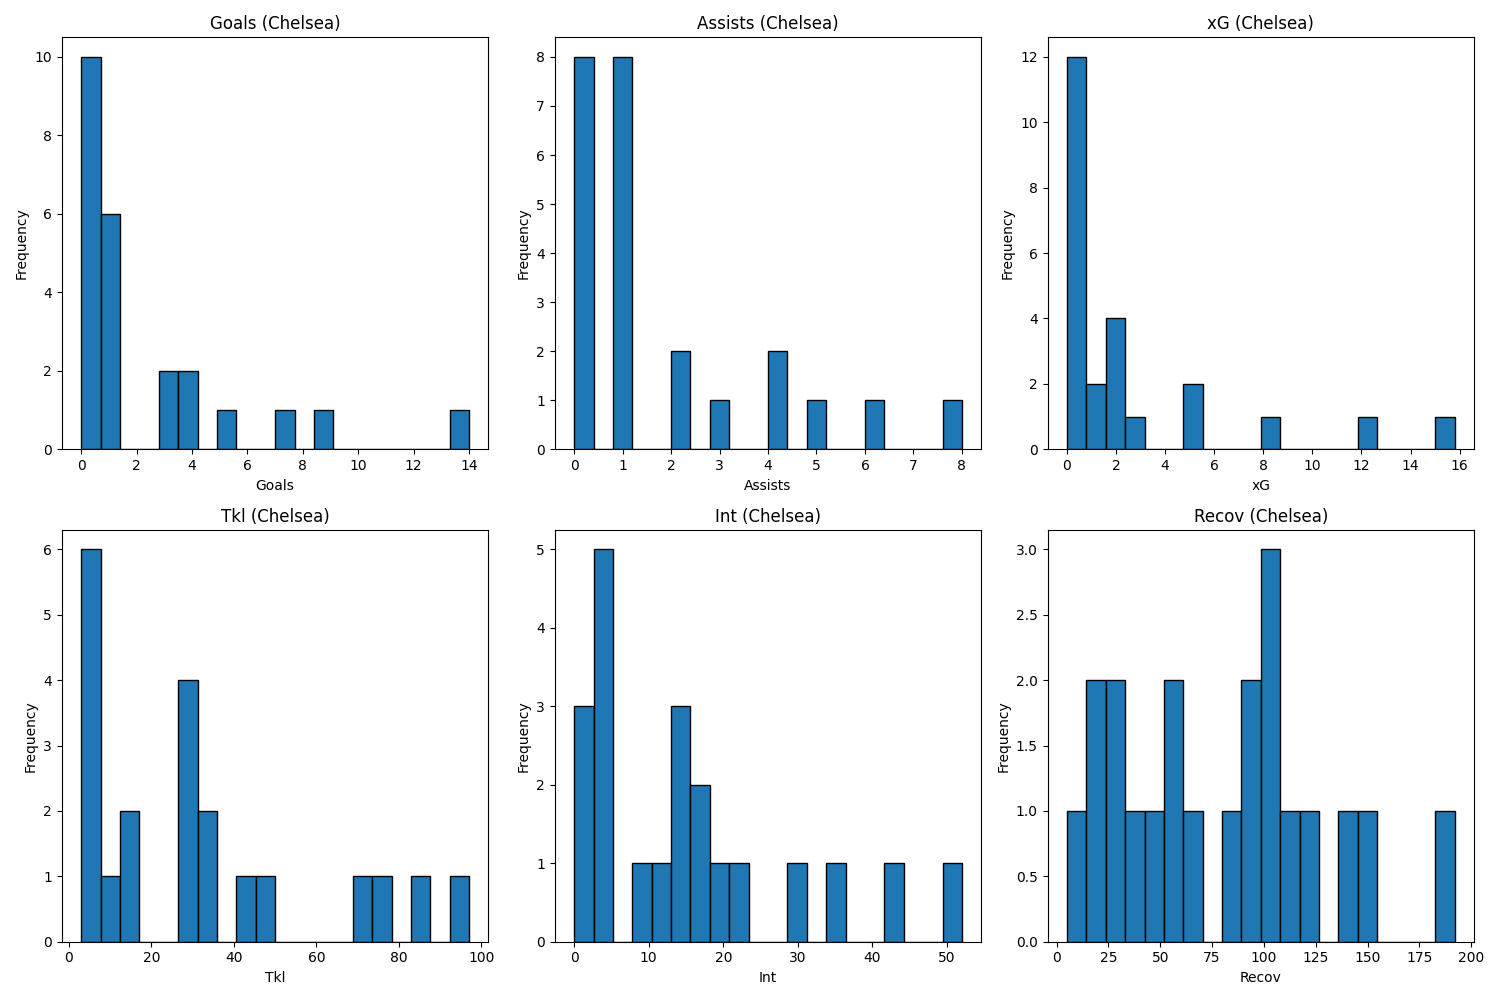 Goals (Chelsea)
10
8
6
4
2
0
Frequency
0 2 4 6 8 10 12 14
Goals
Assists (Chelsea)
8
7
6
5
4
3
2
1
0
Frequency
0 1 2 3 4 5 6 7 8
Assists
xG (Chelsea)
12
10
8
6
4
2
0
Frequency
0 2 4 6 8 10 12 14 16
xG
Tkl (Chelsea)
6
5
4
3
2
1
0
Frequency
0 20 40 60 80 100
Tkl
Int (Chelsea)
5
4
3
2
1
0
Frequency
0 10 20 30 40 50
Int
Recov (Chelsea)
3.0
2.5
2.0
1.5
1.0
0.5
0.0
Frequency
0 25 50 75 100 125 150 175 200
Recov